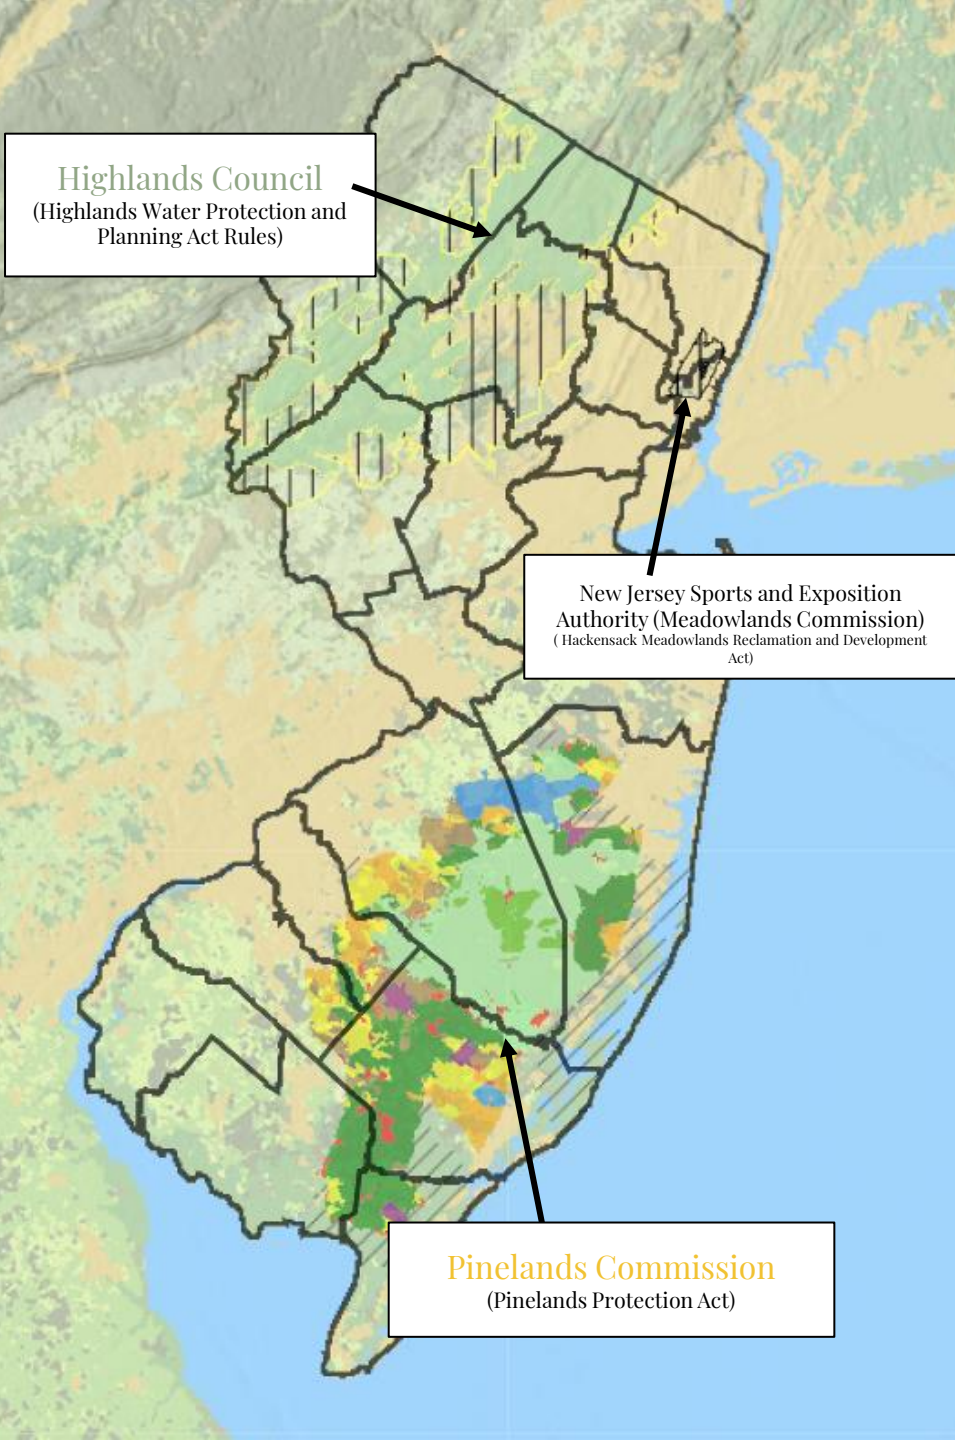 Highlands Council
(Highlands Water Protection and
Planning Act Rules)
New Jersey Sports and Exposition
Authority (Meadowlands Commission)
( Hackensack Meadowlands Reclamation and Development
Act)
Pinelands Commission
(Pinelands Protection Act)